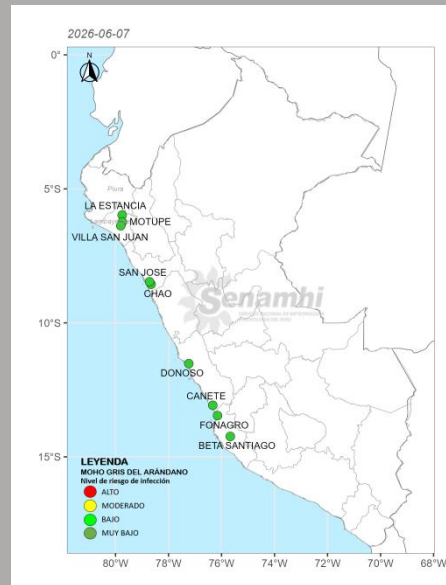 2026-06-07
N
0°
Piura
LA ESTANCIA
5°S
MOTUPE
VILLA SAN JUAN
SAN JOSE
CHAO
Senamhi
10°S
DONOSO
CANETE
FONAGRO
BETA SANTIAGO
15°S
LEYENDA
MOHO GRIS DEL ARÁNDANO
Nivel de riesgo de infección
ALTO
MODERADO
BAJO
MUY BAJO
80°W 78°W 76°W 74°W 72°W 70°W 68°W